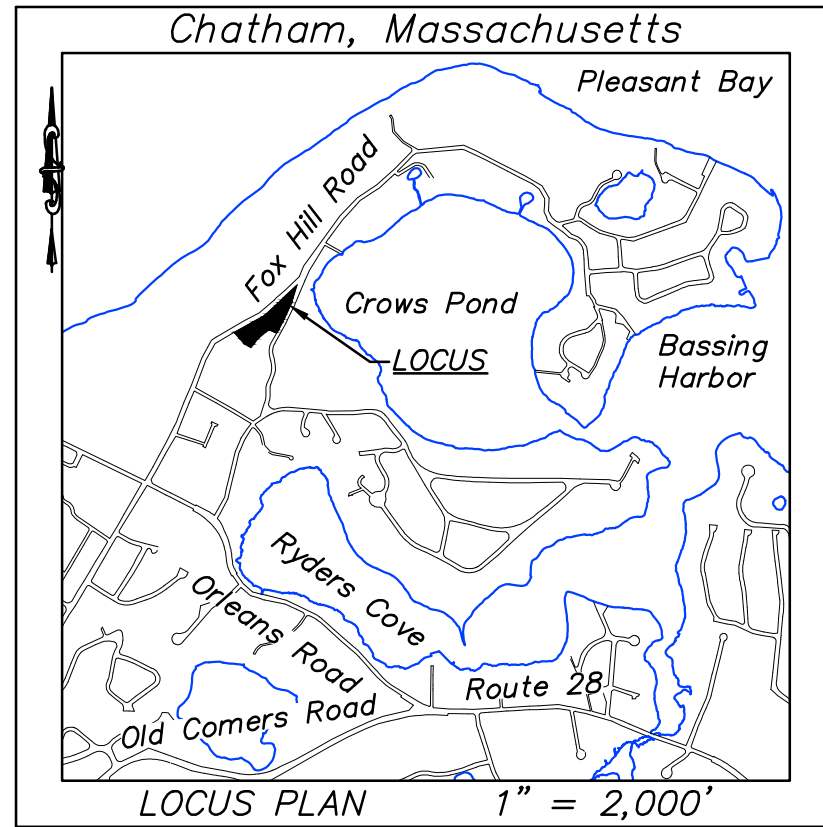 Chatham, Massachusetts
Pleasant Bay
Fox Hill Road
Crows Pond
LOCUS
Bassing
Harbor
Ryders Cove
Orleans Road
Route 28
Old Comers Road
LOCUS PLAN 1" = 2,000'